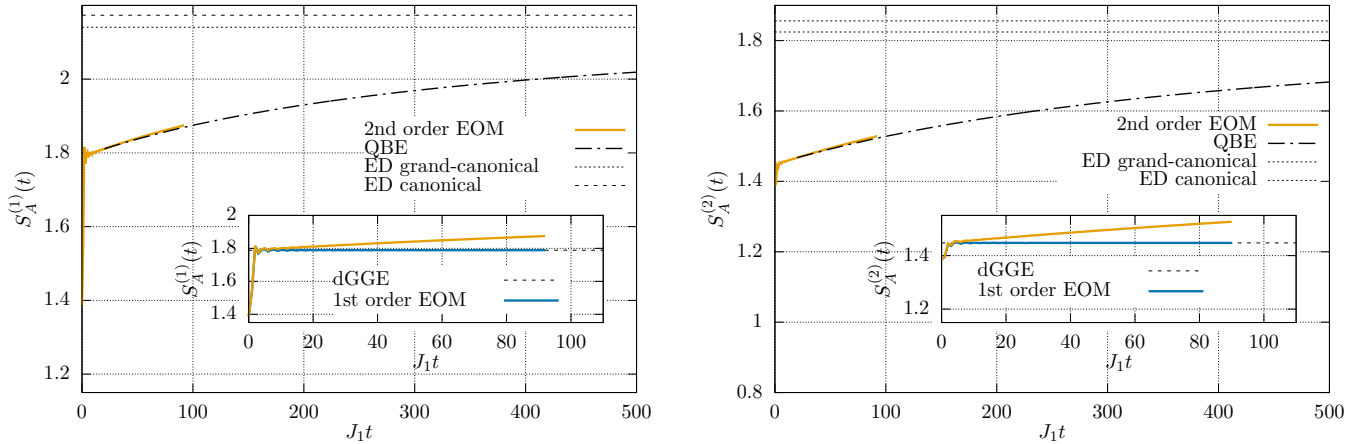 2
1.8
1.6
1.4
1.2
S_A^{(1)}(t)
0
100
200
300
400
500
J_1t
2nd order EOM
QBE
ED grand-canonical
ED canonical
2
1.8
1.6
1.4
S_A^{(1)}(t)
dGGE
1st order EOM
0
20
40
60
80
100
J_1t
1.8
1.6
1.4
1.2
1
0.8
S_A^{(2)}(t)
0
100
200
300
400
500
J_1t
2nd order EOM
QBE
ED grand-canonical
ED canonical
1.4
1.2
S_A^{(2)}(t)
dGGE
1st order EOM
0
20
40
60
80
100
J_1t